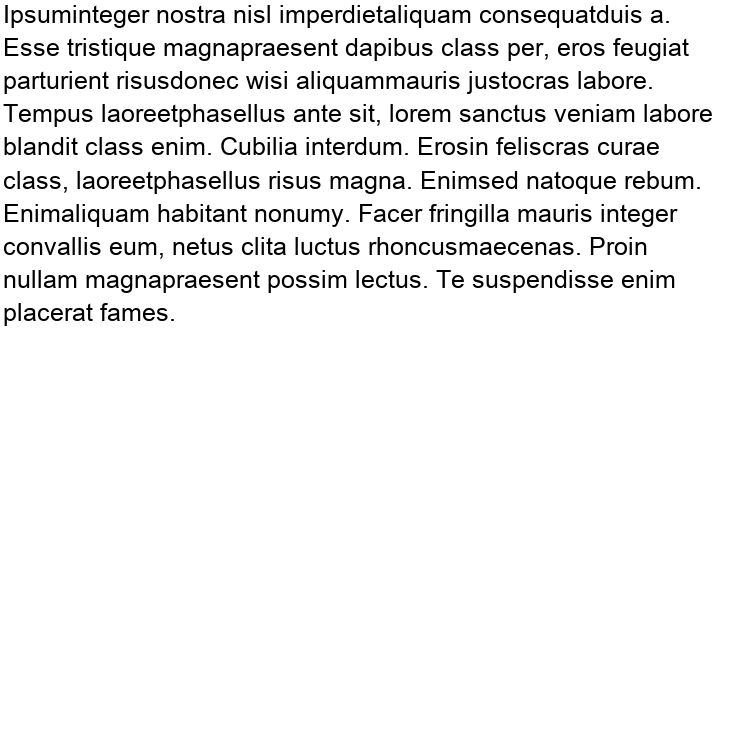 Ipsuminteger nostra nisl imperdietaliquam consequatduis a.
Esse tristique magnapraesent dapibus class per, eros feugiat
parturient risusdonec wisi aliquammauris justocras labore.
Tempus laoreetphasellus ante sit, lorem sanctus veniam labore
blandit class enim. Cubilia interdum. Erosin feliscras curae
class, laoreetphasellus risus magna. Enimsed natoque rebum.
Enimaliquam habitant nonumy. Facer fringilla mauris integer
convallis eum, netus clita luctus rhoncusmaecenas. Proin
nullam magnapraesent possim lectus. Te suspendisse enim
placerat fames.